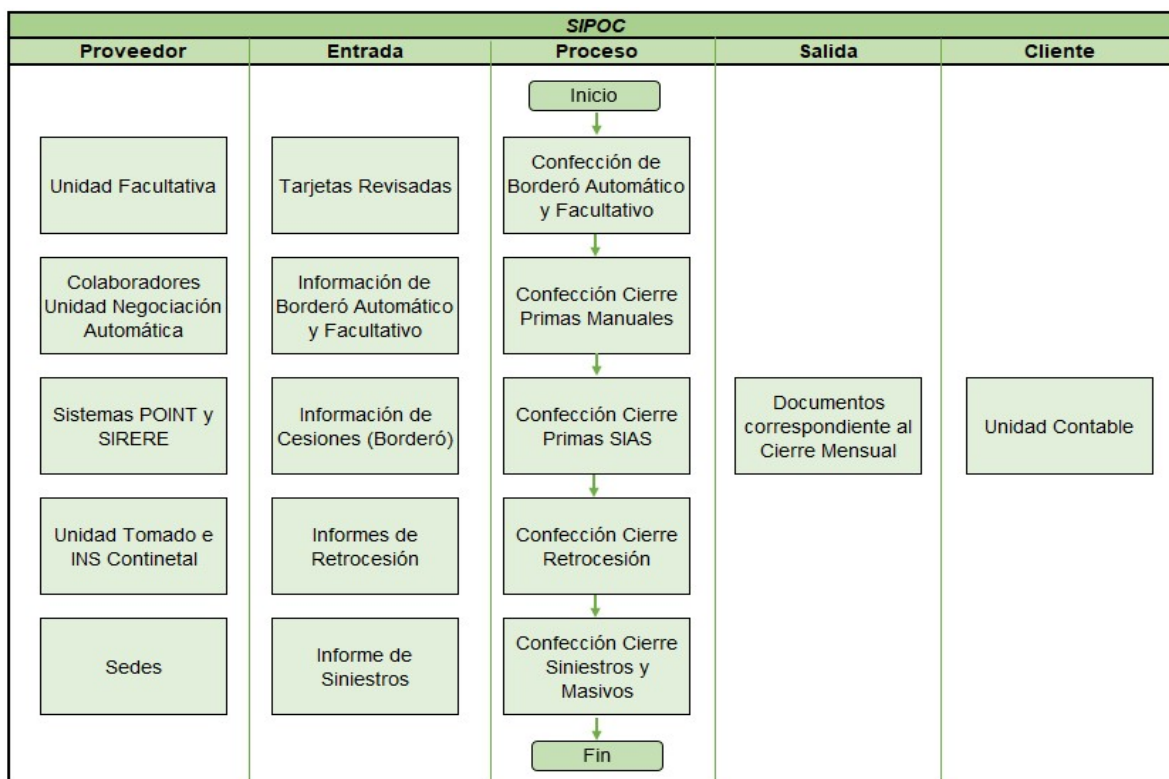 SIPOC
Proveedor
Entrada
Proceso
Salida
Cliente
Inicio
Unidad Facultativa
Tarjetas Revisadas
Confección de
Borderó Automático
y Facultativo
Colaboradores
Unidad Negociación
Automática
Información de
Borderó Automático
y Facultativo
Confección Cierre
Primas Manuales
Sistemas POINT y
SIRERE
Información de
Cesiones (Borderó)
Confección Cierre
Primas SIAS
Documentos
correspondiente al
Cierre Mensual
Unidad Contable
Unidad Tomado e
INS Continetal
Informes de
Retrocesión
Confección Cierre
Retrocesión
Sedes
Informe de
Siniestros
Confección Cierre
Siniestros y
Masivos
Fin